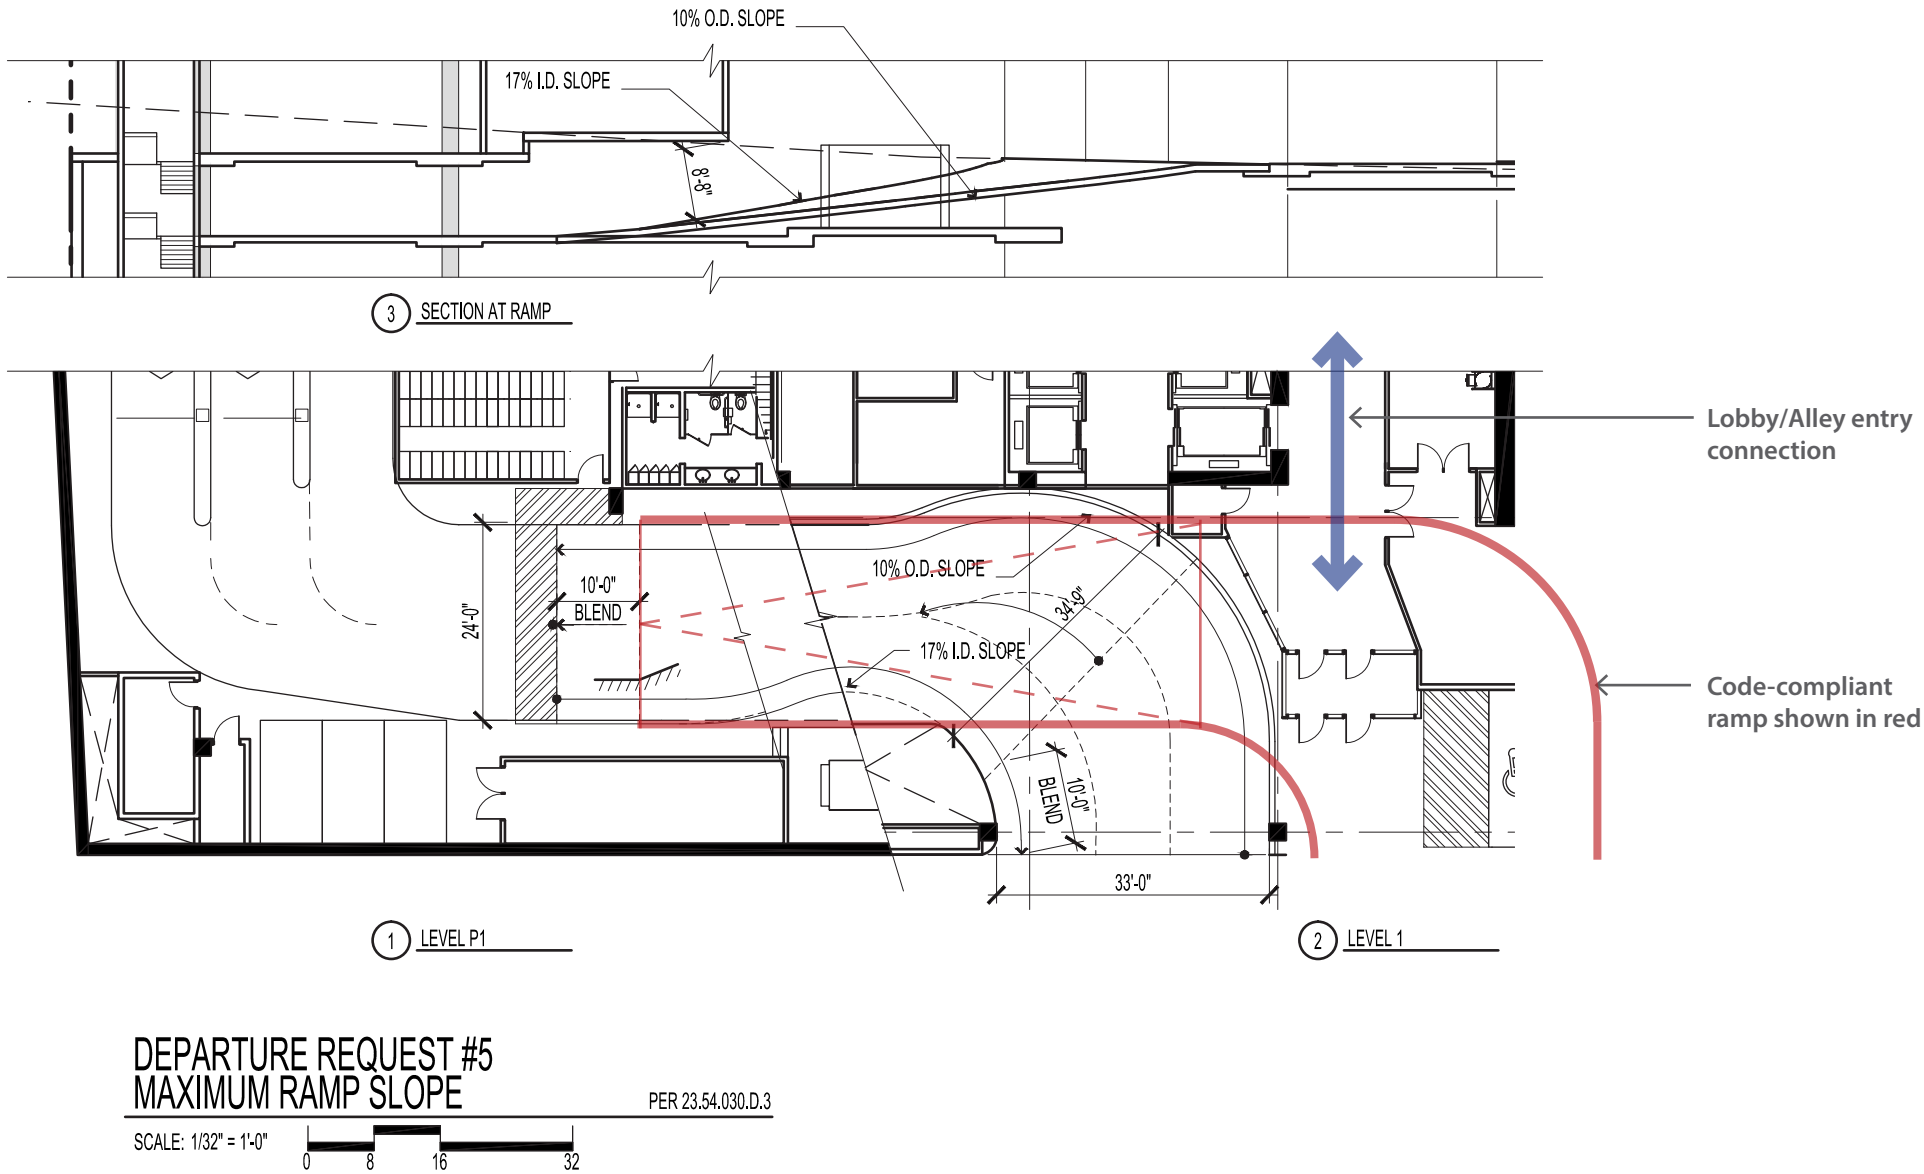 10% O.D. SLOPE
17% I.D. SLOPE
8'-8"
3 SECTION AT RAMP
Lobby/Alley entry
connection
10% O.D. SLOPE
10'-0"
BLEND
24'-0"
34'-9"
17% I.D. SLOPE
Code-compliant
ramp shown in red
10'-0"
BLEND
33'-0"
1 LEVEL P1
2 LEVEL 1
DEPARTURE REQUEST #5
MAXIMUM RAMP SLOPE
PER 23.54.030.D.3
SCALE: 1/32" = 1'-0"
0 8 16 32